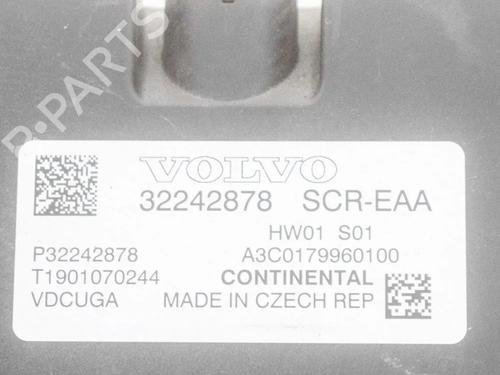 B-PARTS
VOLVO
32242878 SCR-EAA
HW01 S01
P32242878 A3C0179960100
T1901070244 CONTINENTAL
VDCUGA MADE IN CZECH REP